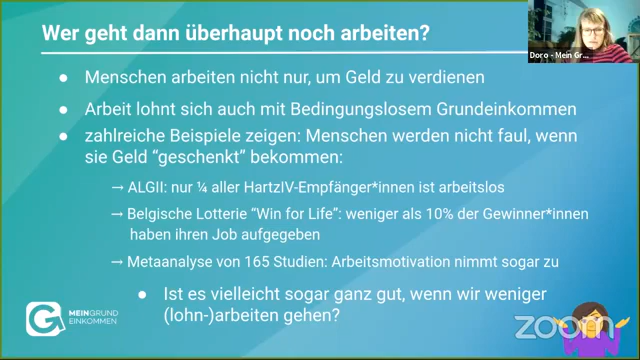 Wer geht dann überhaupt noch arbeiten?
Doro - Mein Gr...
● Menschen arbeiten nicht nur, um Geld zu verdienen
● Arbeit lohnt sich auch mit Bedingungslosem Grundeinkommen
● zahlreiche Beispiele zeigen: Menschen werden nicht faul, wenn
sie Geld “geschenkt” bekommen:
→ ALGII: nur ¼ aller HartzIV-Empfänger*innen ist arbeitslos
→ Belgische Lotterie “Win for Life”: weniger als 10% der Gewinner*innen
haben ihren Job aufgegeben
→ Metaanalyse von 165 Studien: Arbeitsmotivation nimmt sogar zu
● Ist es vielleicht sogar ganz gut, wenn wir weniger
(lohn-)arbeiten gehen?
G
MEINGRUND
EINKOMMEN
zoom